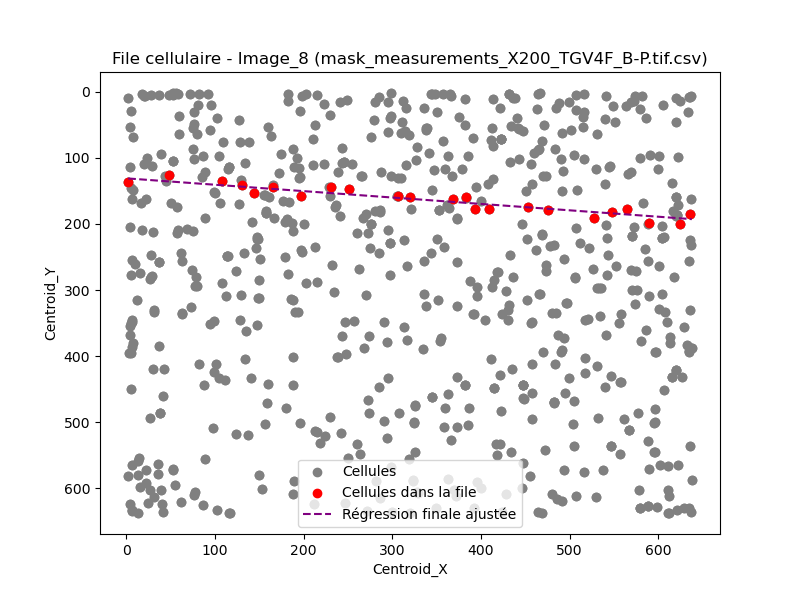 File cellulaire - Image_8 (mask_measurements_X200_TGV4F_B-P.tif.csv)
0
100
200
300
400
500
600
Centroid_Y
Cellules
Cellules dans la file
Régression finale ajustée
0 100 200 300 400 500 600
Centroid_X